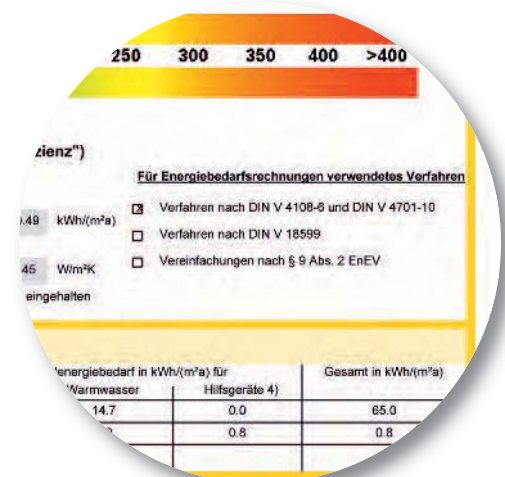 250 300 350 400 >400
zienz")
Für Energiebedarfsrechnungen verwendetes Verfahren
Verfahren nach DIN V 4108-6 und DIN V 4701-10
.49 kWh/(m²a)
Verfahren nach DIN V 18599
45 W/m²K
Vereinfachungen nach § 9 Abs. 2 EnEV
eingehalten
energiebedarf in kWh/(m²a) für Gesamt in kWh/(m²a)
Warmwasser Hilfsgeräte 4)
14.7 0.0 65.0
0.8 0.8